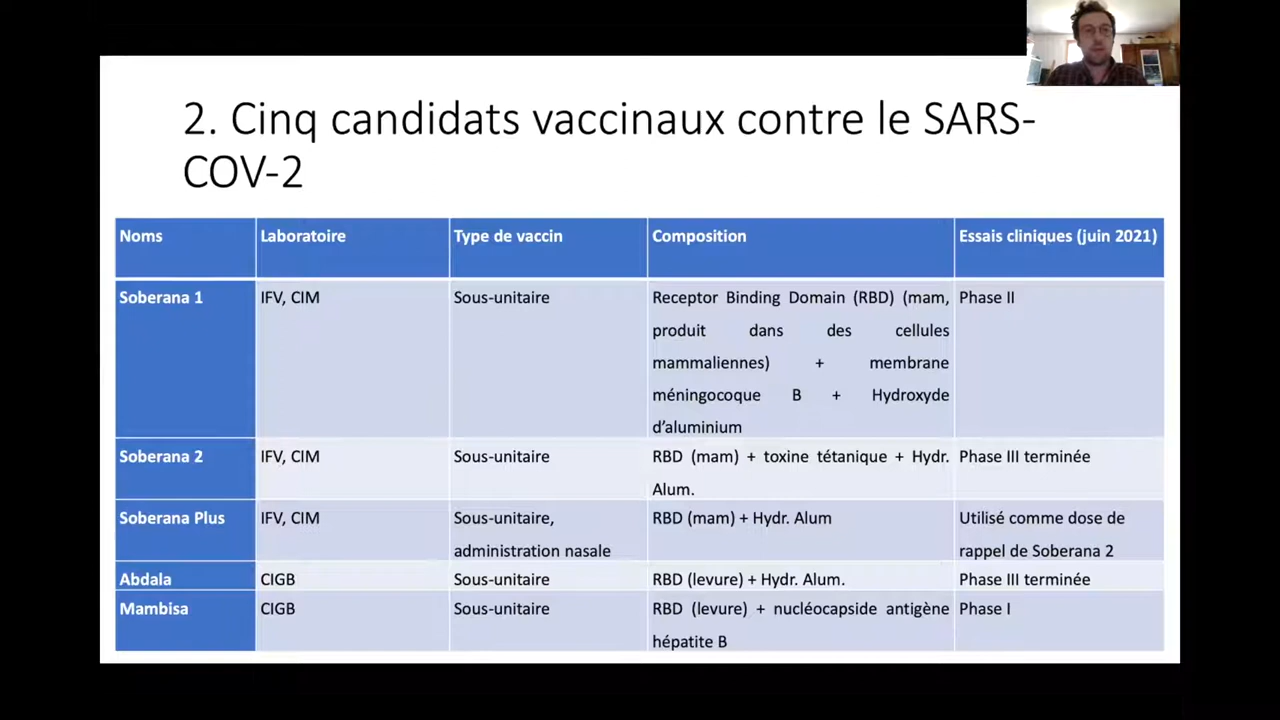 2. Cinq candidats vaccinaux contre le SARS-
COV-2
Noms Laboratoire Type de vaccin Composition Essais cliniques (juin 2021)
Soberana 1 IFV, CIM Sous-unitaire Receptor Binding Domain (RBD) (mam, Phase II
produit dans des cellules
mammaliennes) + membrane
méningocoque B + Hydroxyde
d’aluminium
Soberana 2 IFV, CIM Sous-unitaire RBD (mam) + toxine tétanique + Hydr. Phase III terminée
Alum.
Soberana Plus IFV, CIM Sous-unitaire, RBD (mam) + Hydr. Alum Utilisé comme dose de
administration nasale rappel de Soberana 2
Abdala CIGB Sous-unitaire RBD (levure) + Hydr. Alum. Phase III terminée
Mambisa CIGB Sous-unitaire RBD (levure) + nucléocapside antigène Phase I
hépatite B